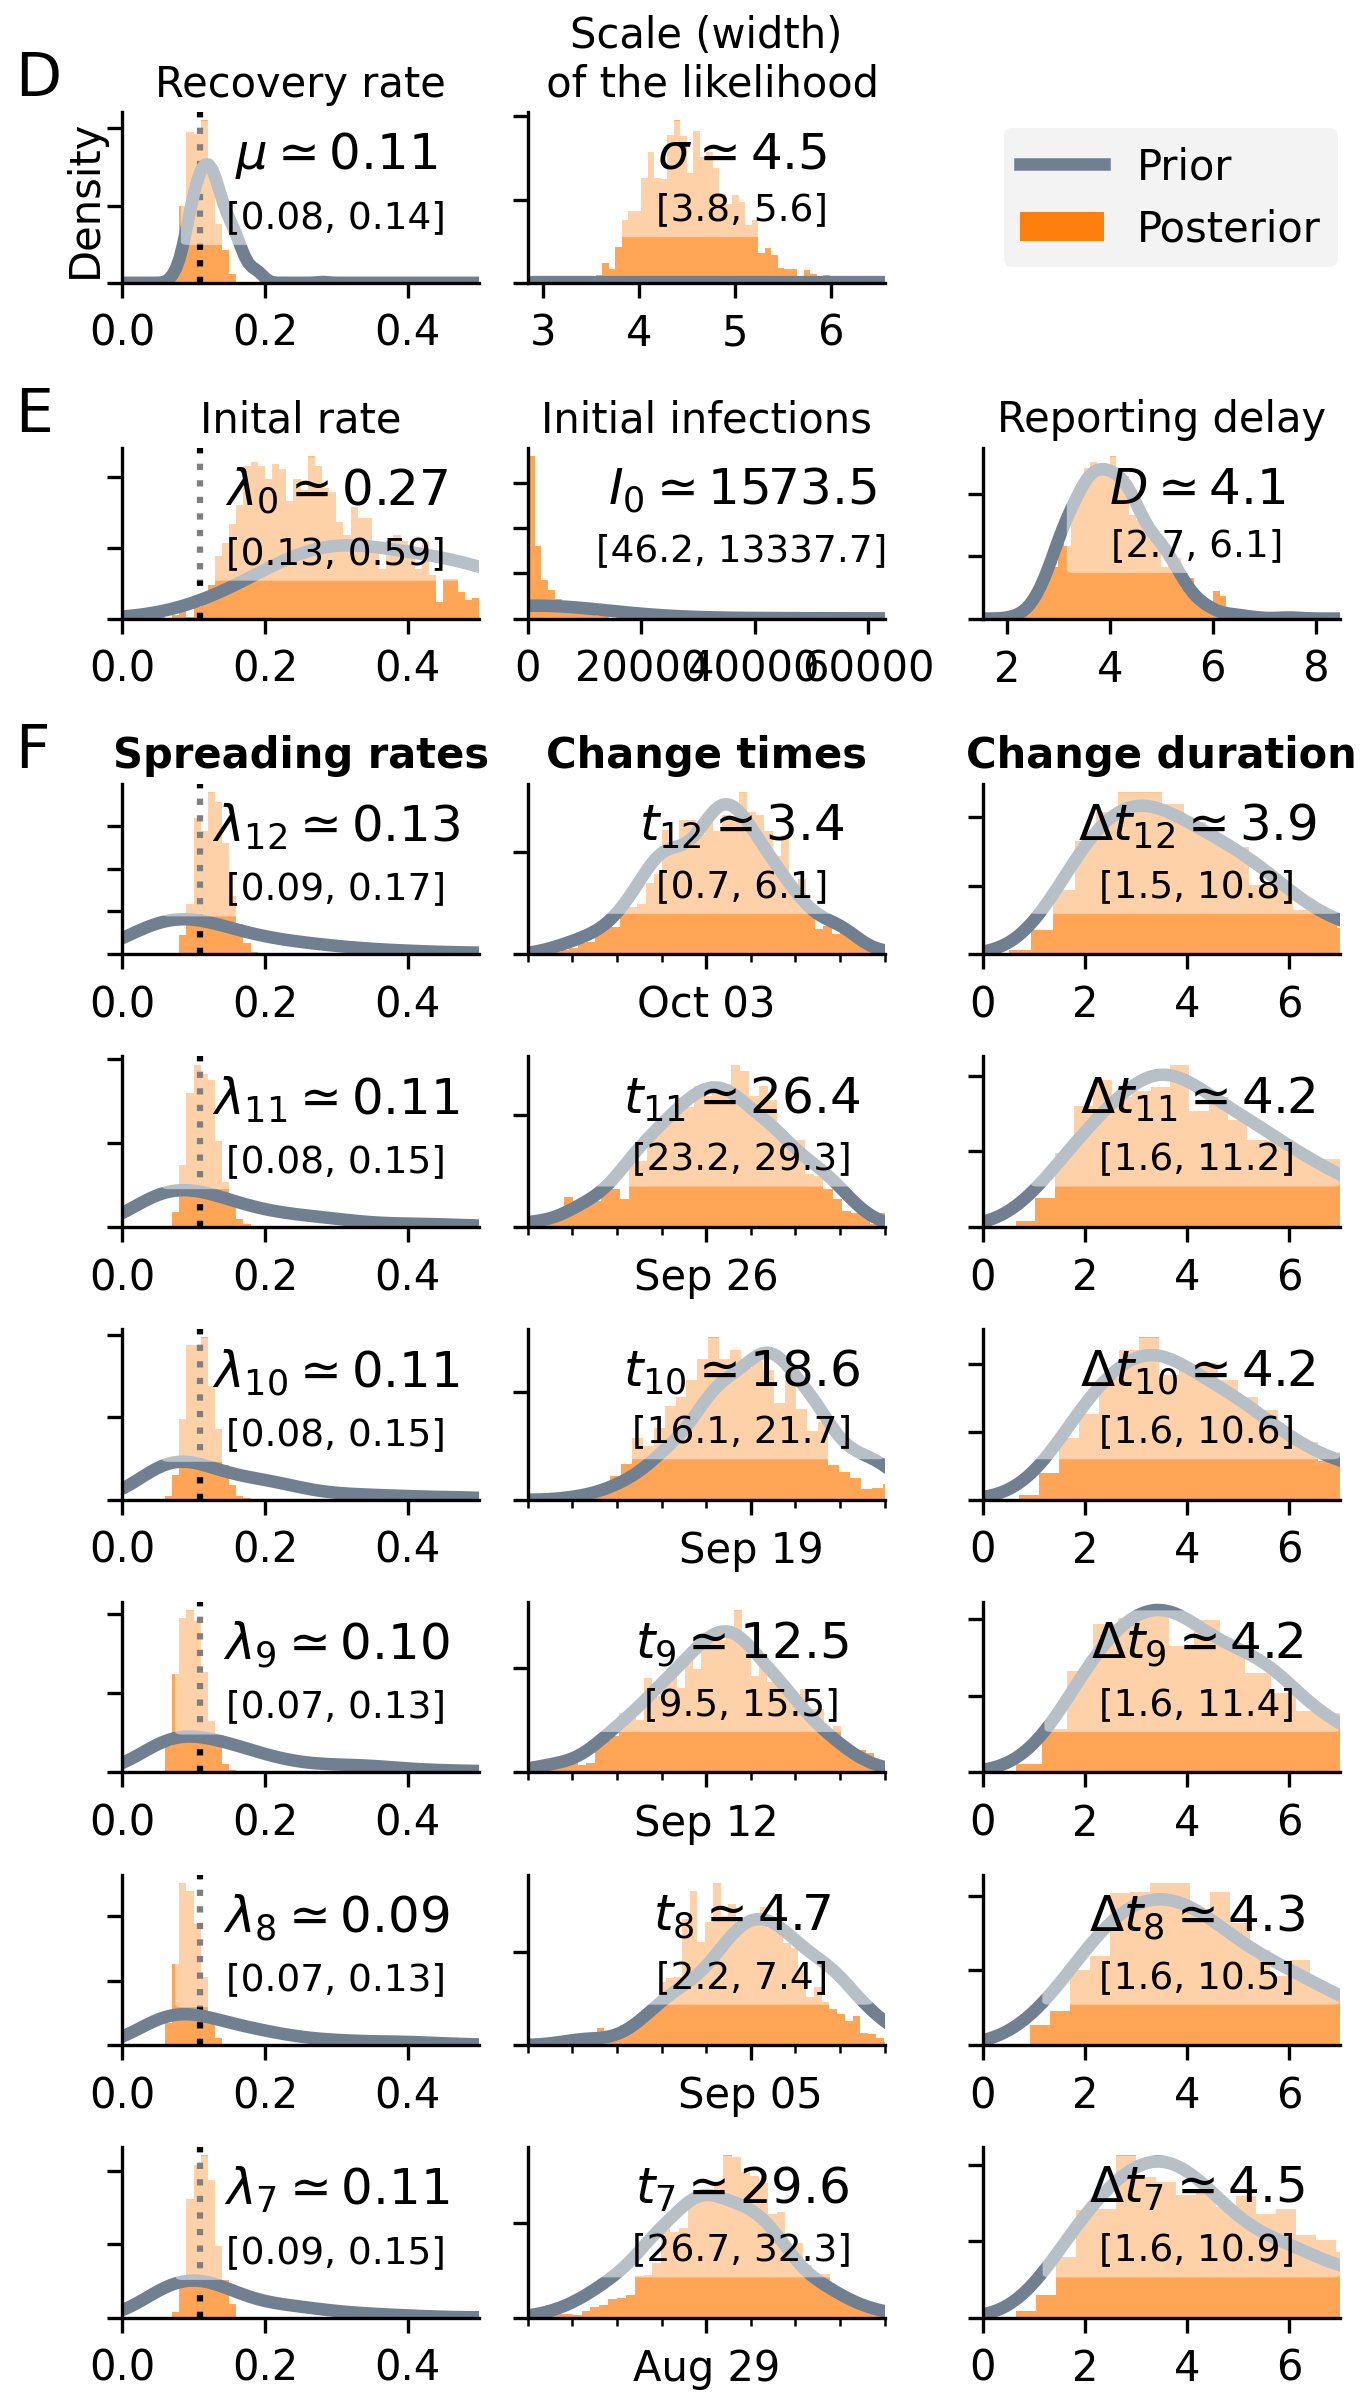 D
Recovery rate
Scale (width)
of the likelihood
Density
μ ≃ 0.11
[0.08, 0.14]
σ ≃ 4.5
[3.8, 5.6]
Prior
Posterior
0.0 0.2 0.4
3 4 5 6
E
Inital rate
Initial infections
Reporting delay
λ0 ≃ 0.27
[0.13, 0.59]
I0 ≃ 1573.5
[46.2, 13337.7]
D ≃ 4.1
[2.7, 6.1]
0.0 0.2 0.4
0 20000 40000 60000
2 4 6 8
F
Spreading rates
Change times
Change duration
λ12 ≃ 0.13
[0.09, 0.17]
t12 ≃ 3.4
[0.7, 6.1]
Δt12 ≃ 3.9
[1.5, 10.8]
0.0 0.2 0.4
Oct 03
0 2 4 6
λ11 ≃ 0.11
[0.08, 0.15]
t11 ≃ 26.4
[23.2, 29.3]
Δt11 ≃ 4.2
[1.6, 11.2]
0.0 0.2 0.4
Sep 26
0 2 4 6
λ10 ≃ 0.11
[0.08, 0.15]
t10 ≃ 18.6
[16.1, 21.7]
Δt10 ≃ 4.2
[1.6, 10.6]
0.0 0.2 0.4
Sep 19
0 2 4 6
λ9 ≃ 0.10
[0.07, 0.13]
t9 ≃ 12.5
[9.5, 15.5]
Δt9 ≃ 4.2
[1.6, 11.4]
0.0 0.2 0.4
Sep 12
0 2 4 6
λ8 ≃ 0.09
[0.07, 0.13]
t8 ≃ 4.7
[2.2, 7.4]
Δt8 ≃ 4.3
[1.6, 10.5]
0.0 0.2 0.4
Sep 05
0 2 4 6
λ7 ≃ 0.11
[0.09, 0.15]
t7 ≃ 29.6
[26.7, 32.3]
Δt7 ≃ 4.5
[1.6, 10.9]
0.0 0.2 0.4
Aug 29
0 2 4 6